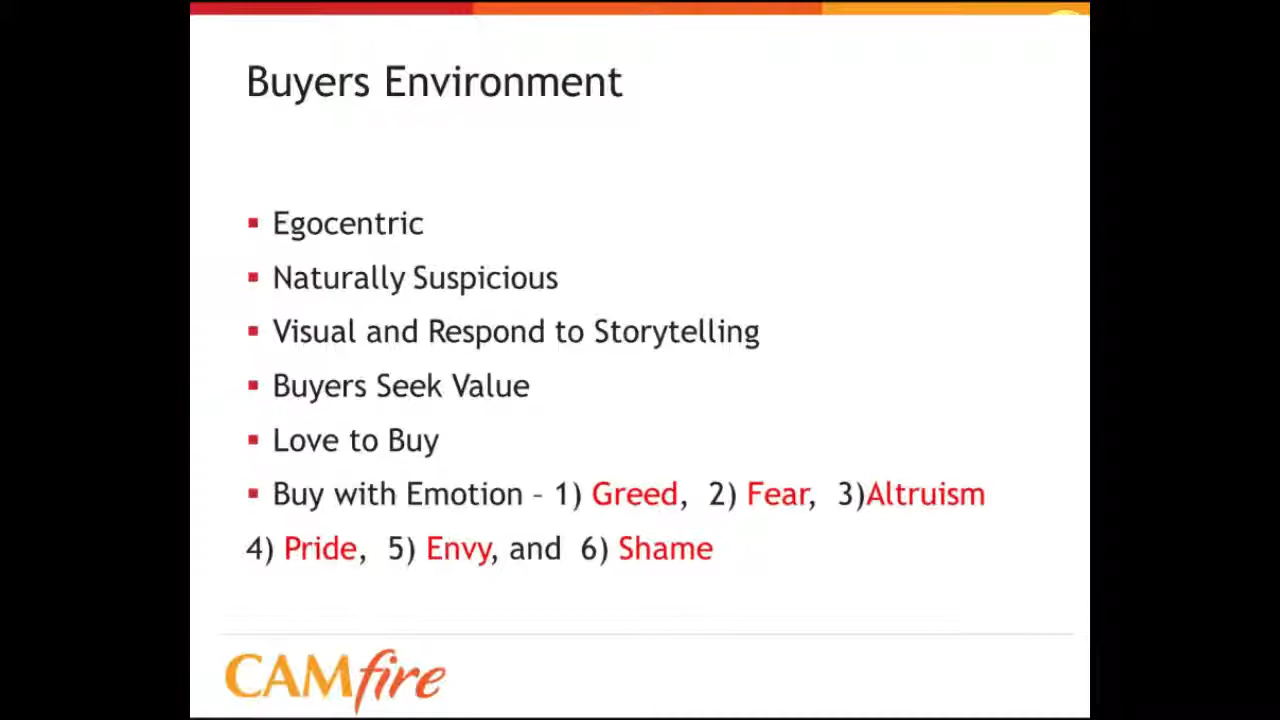 Buyers Environment
▪ Egocentric
▪ Naturally Suspicious
▪ Visual and Respond to Storytelling
▪ Buyers Seek Value
▪ Love to Buy
▪ Buy with Emotion – 1) Greed, 2) Fear, 3)Altruism
4) Pride, 5) Envy, and 6) Shame
CAMfire